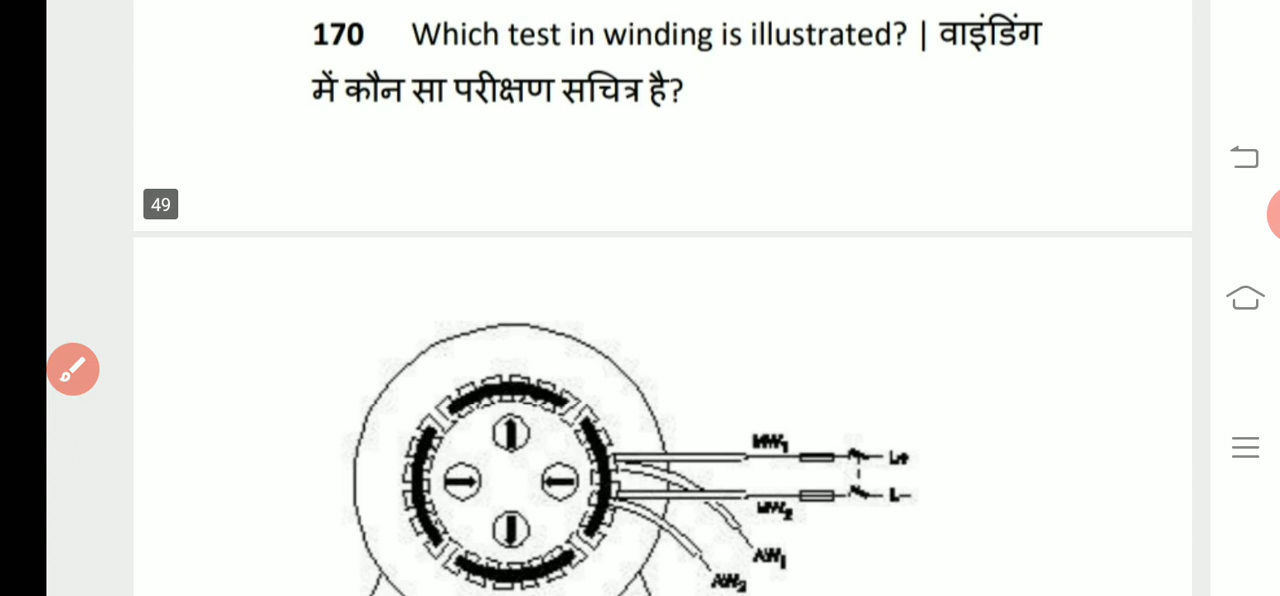 170 Which test in winding is illustrated? | वाइंडिंग
में कौन सा परीक्षण सचित्र है?
49
MW₁
L+
L-
MW₂
AW₁
AW₂